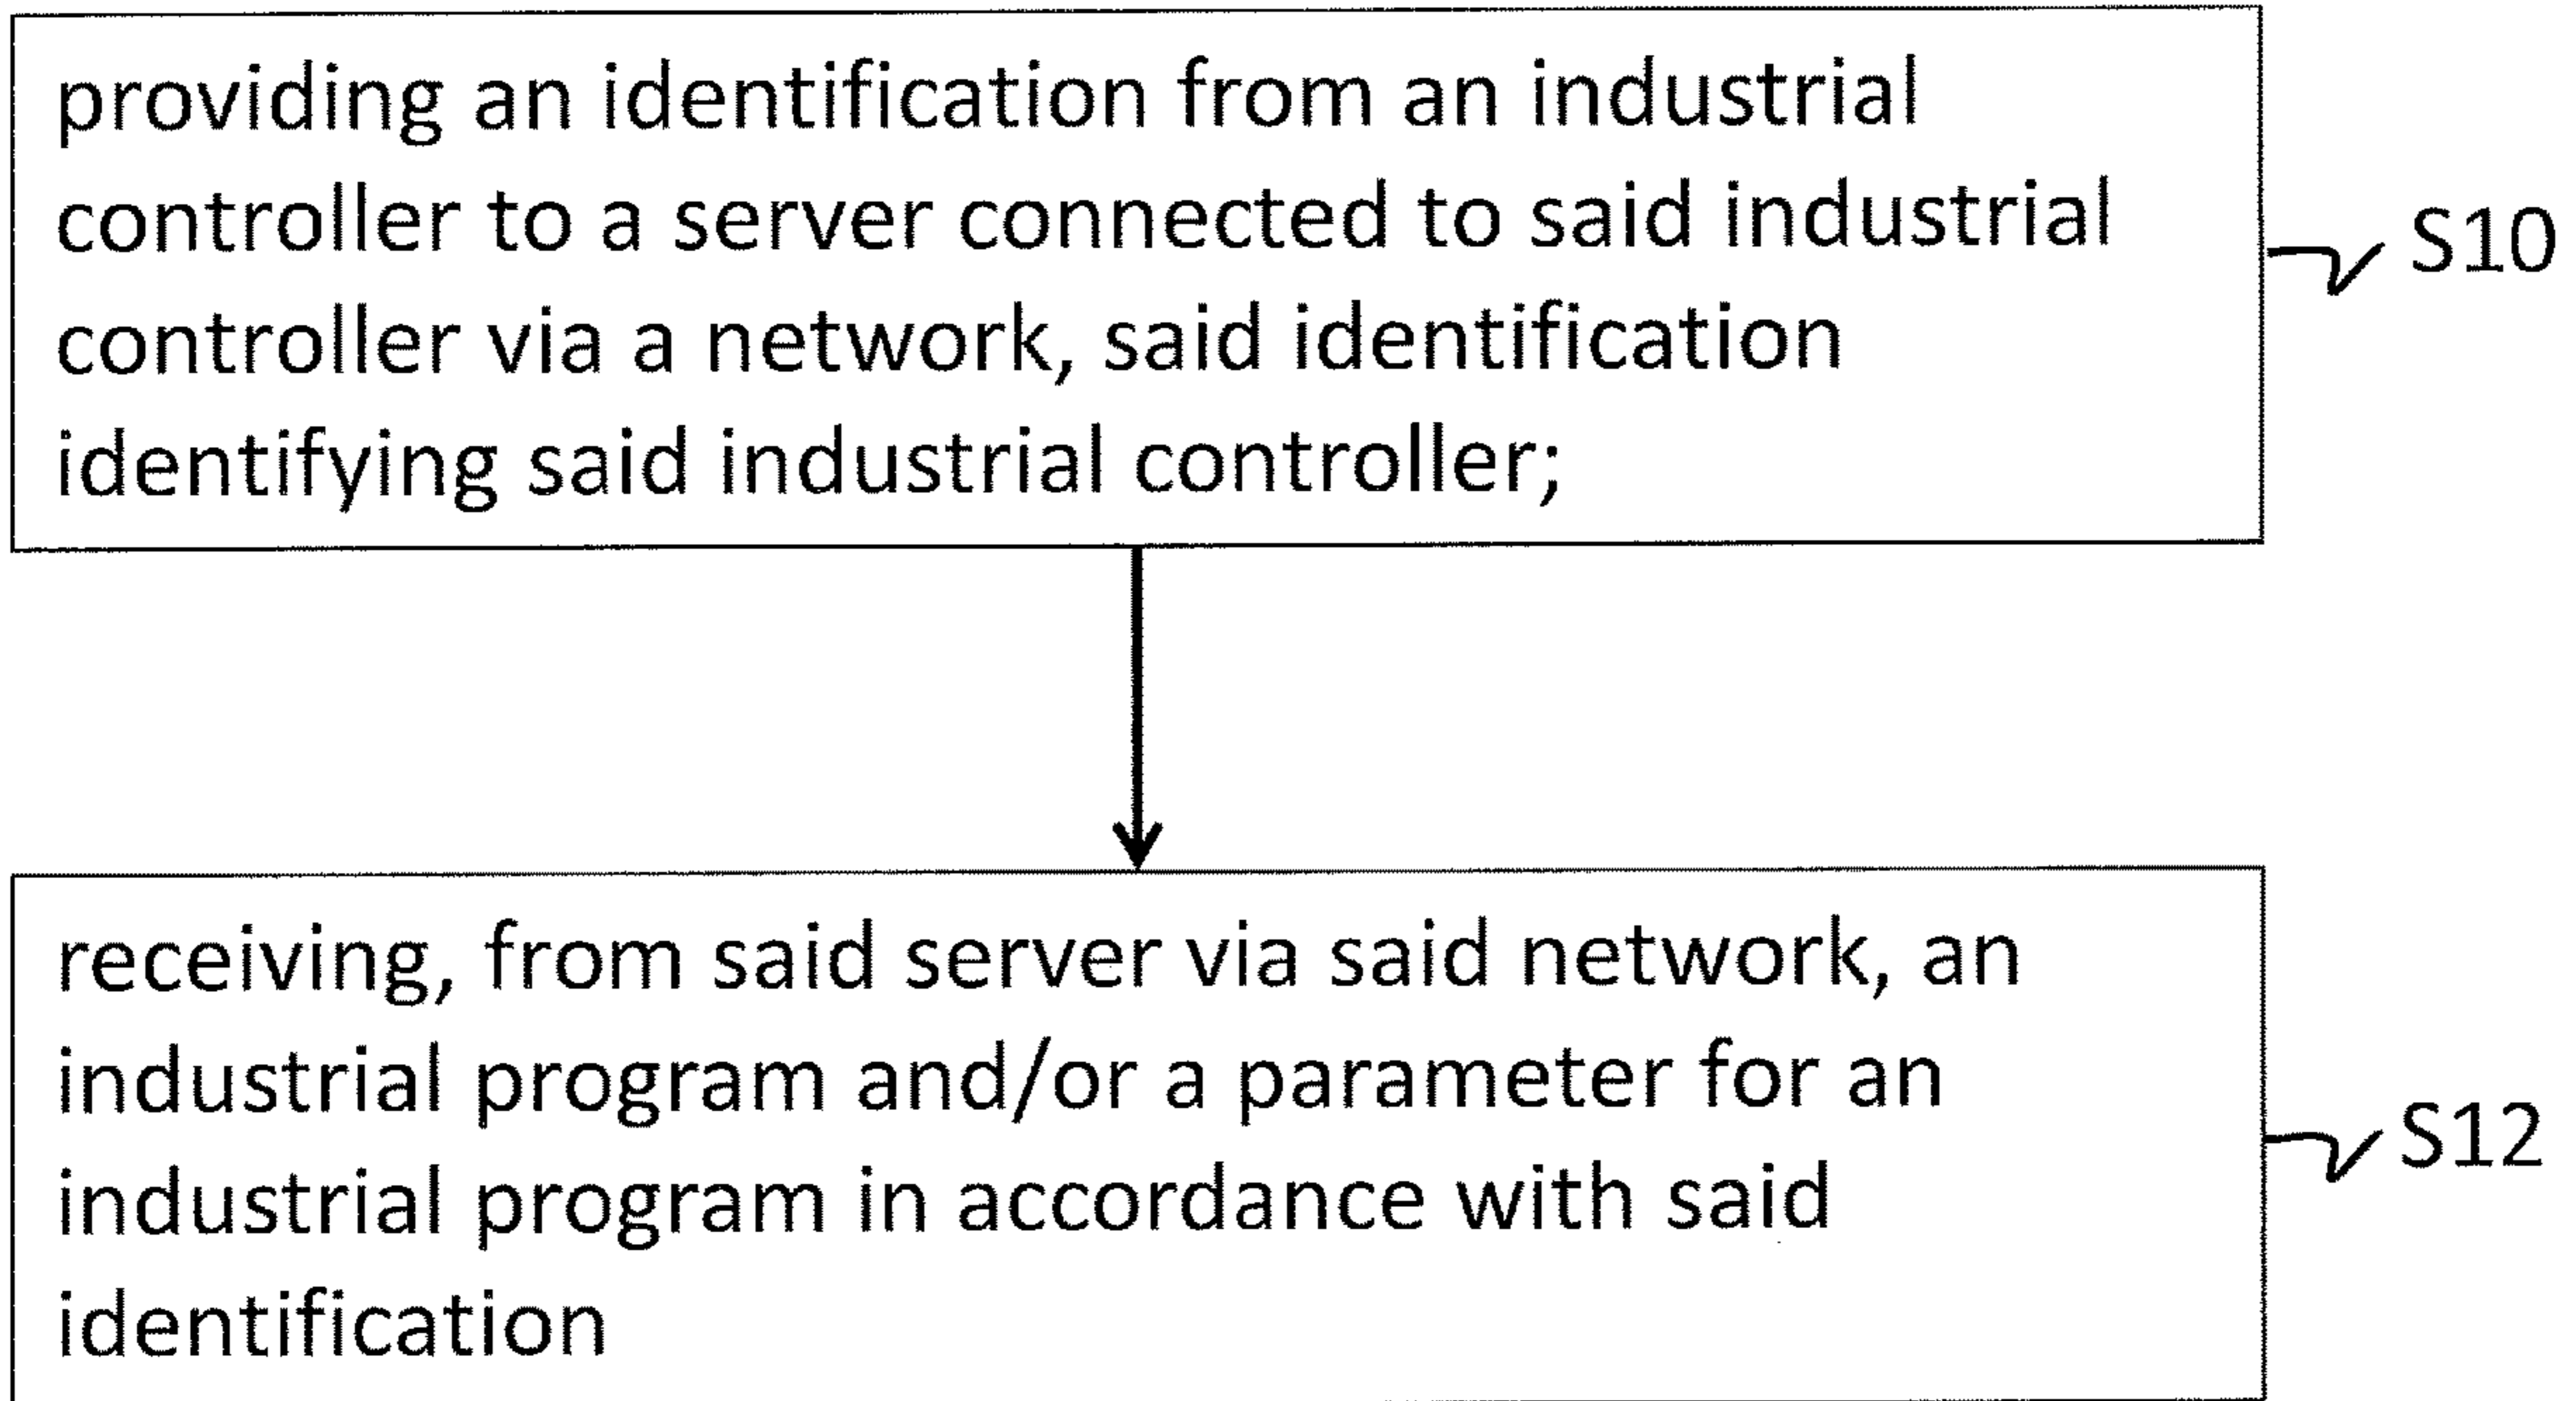 providing an identification from an industrial
controller to a server connected to said industrial
controller via a network, said identification
identifying said industrial controller;
S10
receiving, from said server via said network, an
industrial program and/or a parameter for an
industrial program in accordance with said
identification
S12